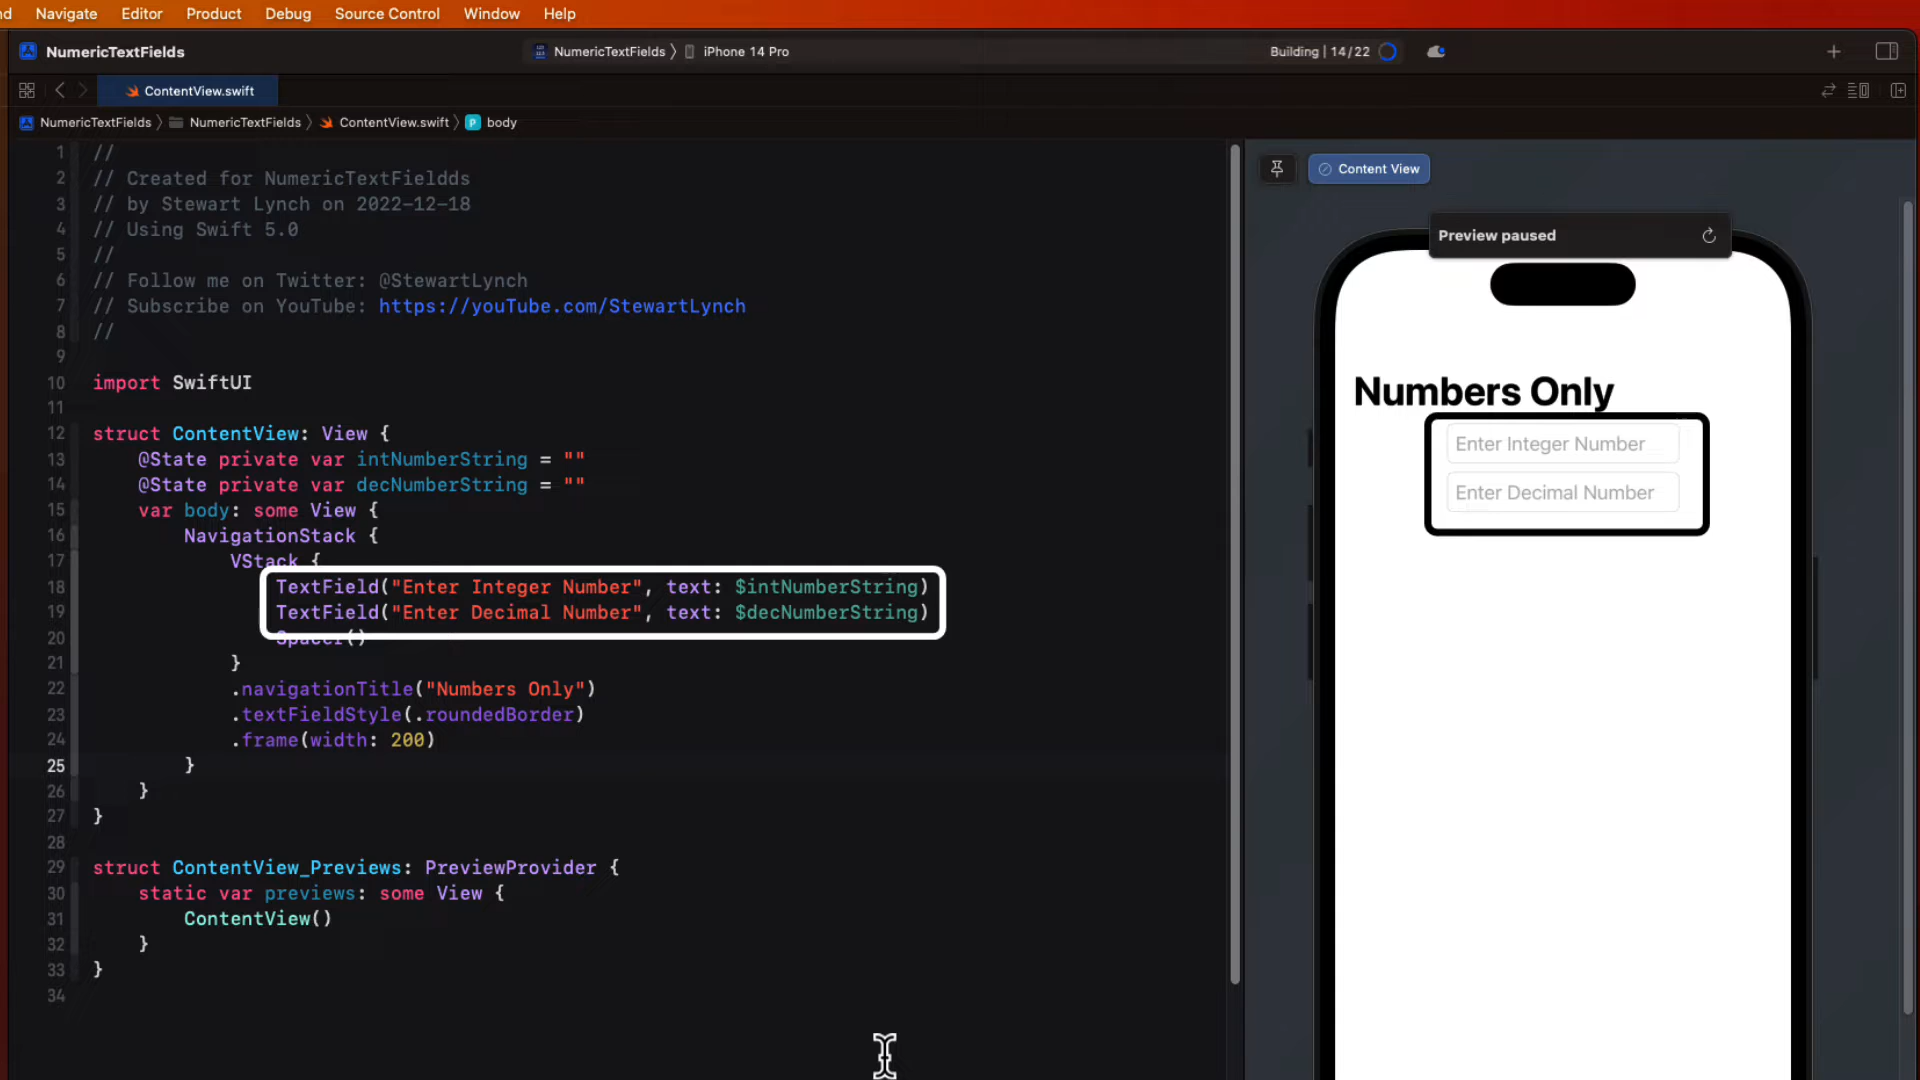 Navigate Editor Product Debug Source Control Window Help
NumericTextFields
NumericTextFields 〉 iPhone 14 Pro
Building | 14/22
ContentView.swift
NumericTextFields 〉 NumericTextFields 〉 ContentView.swift 〉 P body
1 //
2 // Created for NumericTextFieldds
3 // by Stewart Lynch on 2022-12-18
4 // Using Swift 5.0
5 //
6 // Follow me on Twitter: @StewartLynch
7 // Subscribe on YouTube: https://youTube.com/StewartLynch
8 //
9
10 import SwiftUI
11
12 struct ContentView: View {
13 @State private var intNumberString = ""
14 @State private var decNumberString = ""
15 var body: some View {
16 NavigationStack {
17 VStack {
18 TextField("Enter Integer Number", text: $intNumberString)
19 TextField("Enter Decimal Number", text: $decNumberString)
20 Spacer()
21 }
22 .navigationTitle("Numbers Only")
23 .textFieldStyle(.roundedBorder)
24 .frame(width: 200)
25 }
26 }
27 }
28
29 struct ContentView_Previews: PreviewProvider {
30 static var previews: some View {
31 ContentView()
32 }
33 }
34
Content View
Preview paused
Numbers Only
Enter Integer Number
Enter Decimal Number